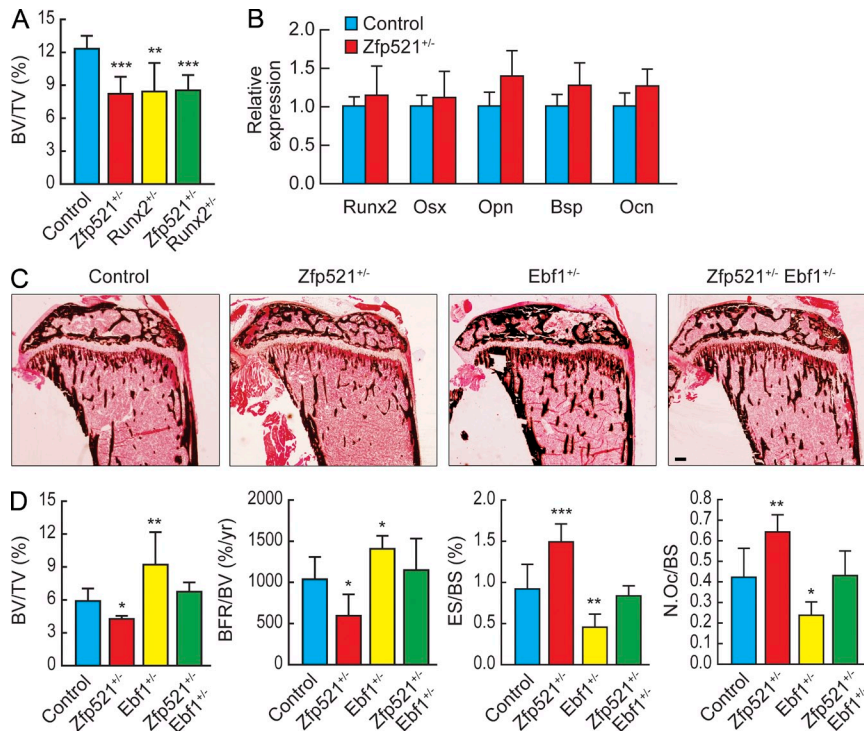 A
BV/TV (%)
15
12
9
6
3
0
***
**
***
Control
Zfp521+/-
Runx2+/-
Zfp521+/-
Runx2+/-
B
Control
Zfp521+/-
Relative
expression
2.0
1.5
1.0
0.5
0.0
Runx2 Osx Opn Bsp Ocn
C
Control Zfp521+/- Ebf1+/- Zfp521+/- Ebf1+/-
D
BV/TV (%)
15
12
9
6
3
0
*
**
Control
Zfp521+/-
Ebf1+/-
Zfp521+/-
Ebf1+/-
BFR/BV (%/yr)
2000
1500
1000
500
0
*
*
Control
Zfp521+/-
Ebf1+/-
Zfp521+/-
Ebf1+/-
ES/BS (%)
2.0
1.5
1.0
0.5
0.0
***
**
Control
Zfp521+/-
Ebf1+/-
Zfp521+/-
Ebf1+/-
N.Oc/BS
0.8
0.7
0.6
0.5
0.4
0.3
0.2
0.1
0.0
**
*
Control
Zfp521+/-
Ebf1+/-
Zfp521+/-
Ebf1+/-